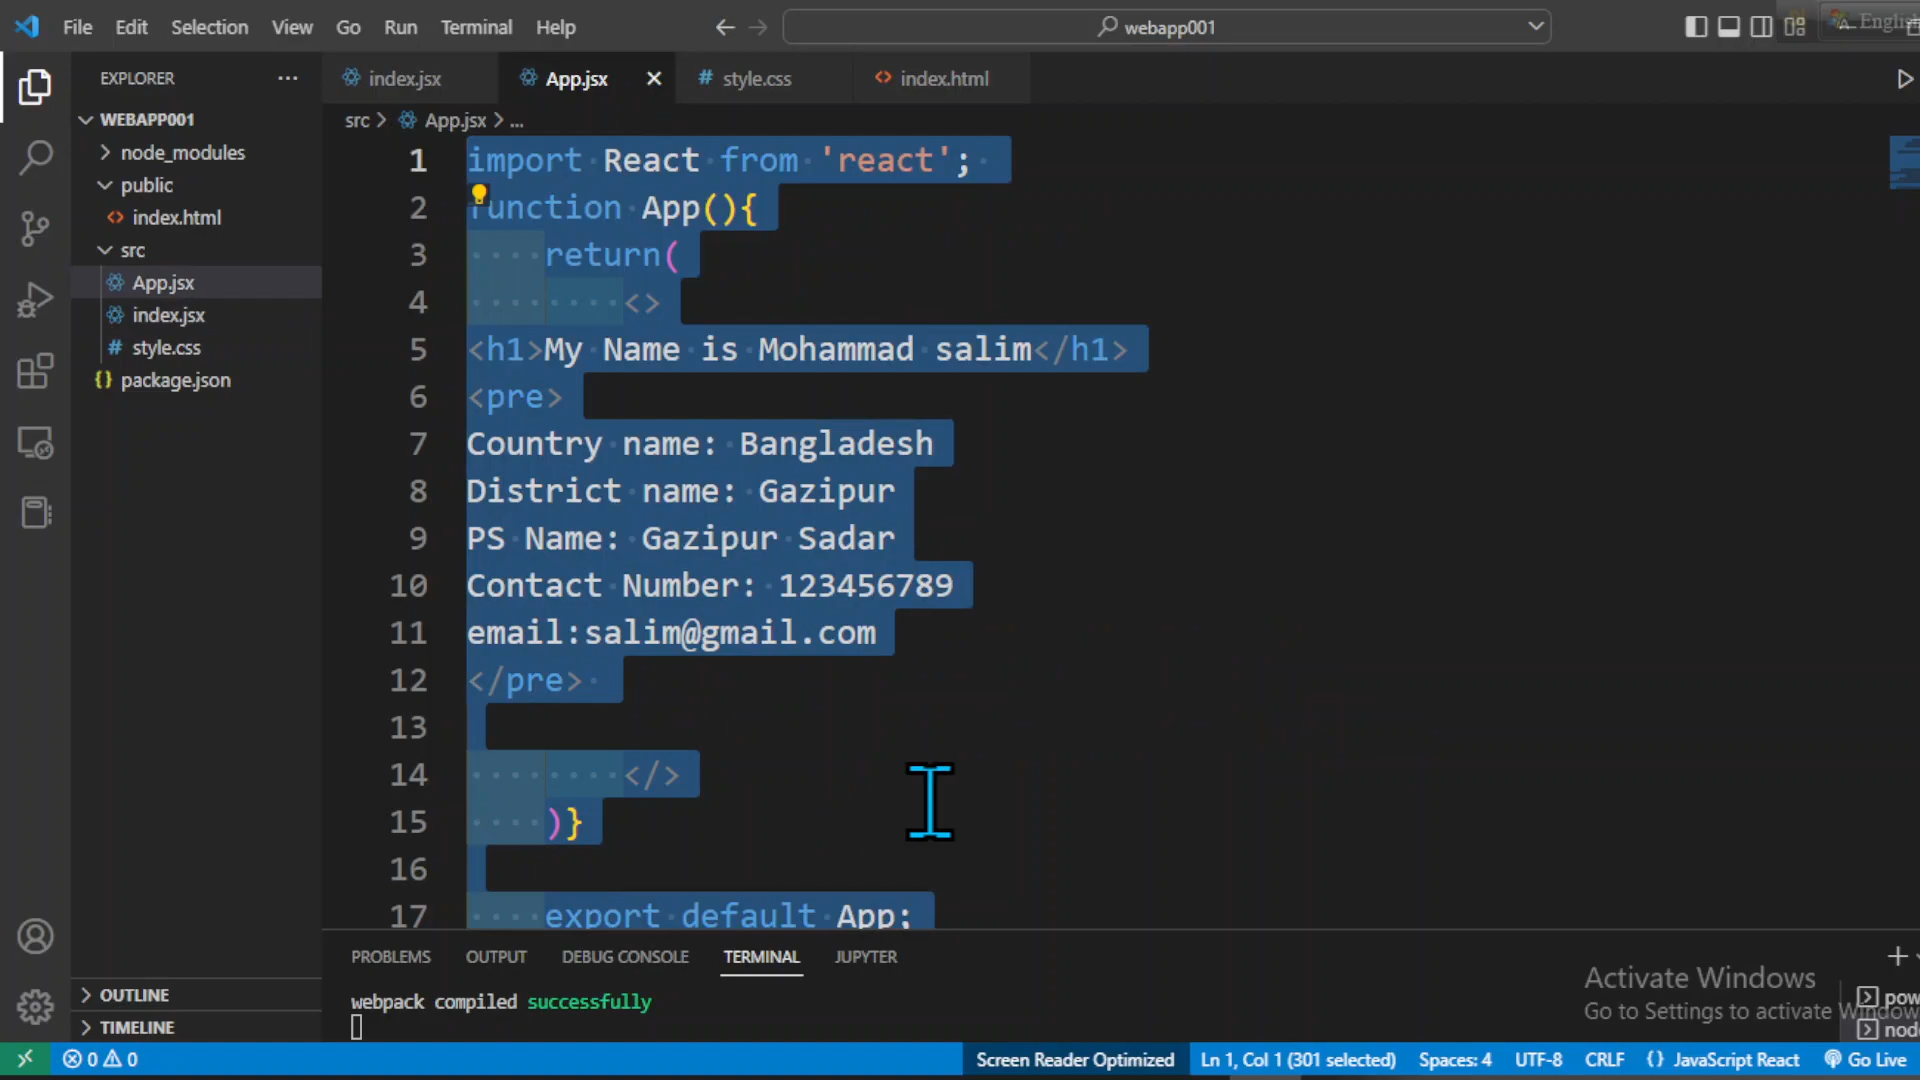 File Edit Selection View Go Run Terminal Help
webapp001
English
EXPLORER
index.jsx
App.jsx
# style.css
<> index.html
WEBAPP001
node_modules
public
<> index.html
src
App.jsx
index.jsx
# style.css
{} package.json
src > App.jsx > ...
1 import React from 'react';
2 function App(){
3 return(
4 <>
5 <h1>My Name is Mohammad salim</h1>
6 <pre>
7 Country name: Bangladesh
8 District name: Gazipur
9 PS Name: Gazipur Sadar
10 Contact Number: 123456789
11 email:salim@gmail.com
12 </pre>
13
14 </>
15 )}
16
17 export default App;
OUTLINE
TIMELINE
PROBLEMS OUTPUT DEBUG CONSOLE TERMINAL JUPYTER
webpack compiled successfully
Activate Windows
Go to Settings to activate Windows
pow
node
0 0
Screen Reader Optimized Ln 1, Col 1 (301 selected) Spaces: 4 UTF-8 CRLF {} JavaScript React Go Live